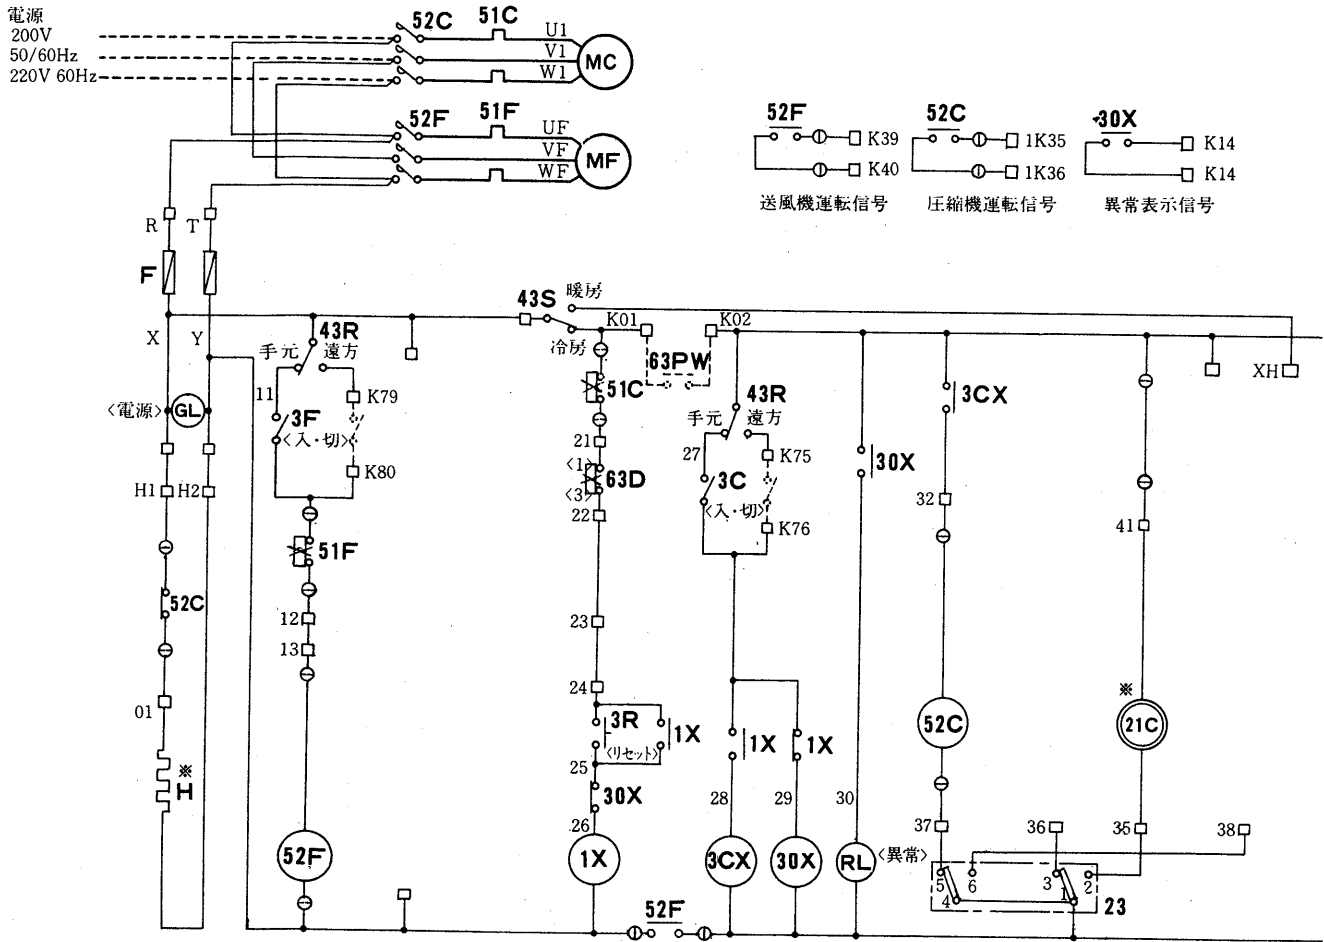 電源
200V
50/60Hz
220V 60Hz
52C
51C
U1
V1
W1
MC
52F
51F
UF
VF
WF
MF
52F
K39
K40
送風機運転信号
52C
1K35
1K36
圧縮機運転信号
30X
K14
K14
異常表示信号
R
T
F
X
Y
43S
暖房
冷房
K01
K02
63PW
XH
43R
手元
遠方
11
3F
〈入・切〉
K79
K80
〈電源〉
GL
H1
H2
52C
01
※
H
51F
12
13
52F
51C
21
〈1〉
63D
〈3〉
22
23
24
3R
〈リセット〉
1X
25
30X
26
1X
43R
手元
遠方
27
3C
〈入・切〉
K75
K76
1X
1X
28
29
30
3CX
30X
RL
〈異常〉
30X
3CX
32
52C
37
41
※
21C
36
35
38
5
6
4
3
1
2
23
52F